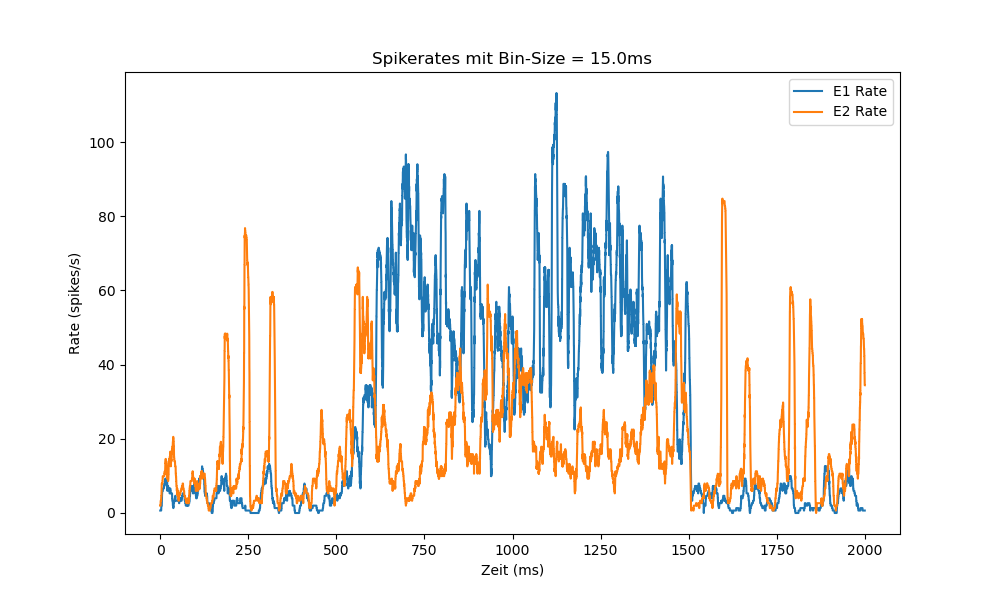 Spikerates mit Bin-Size = 15.0ms
E1 Rate
E2 Rate
100
80
60
40
20
0
Rate (spikes/s)
0 250 500 750 1000 1250 1500 1750 2000
Zeit (ms)